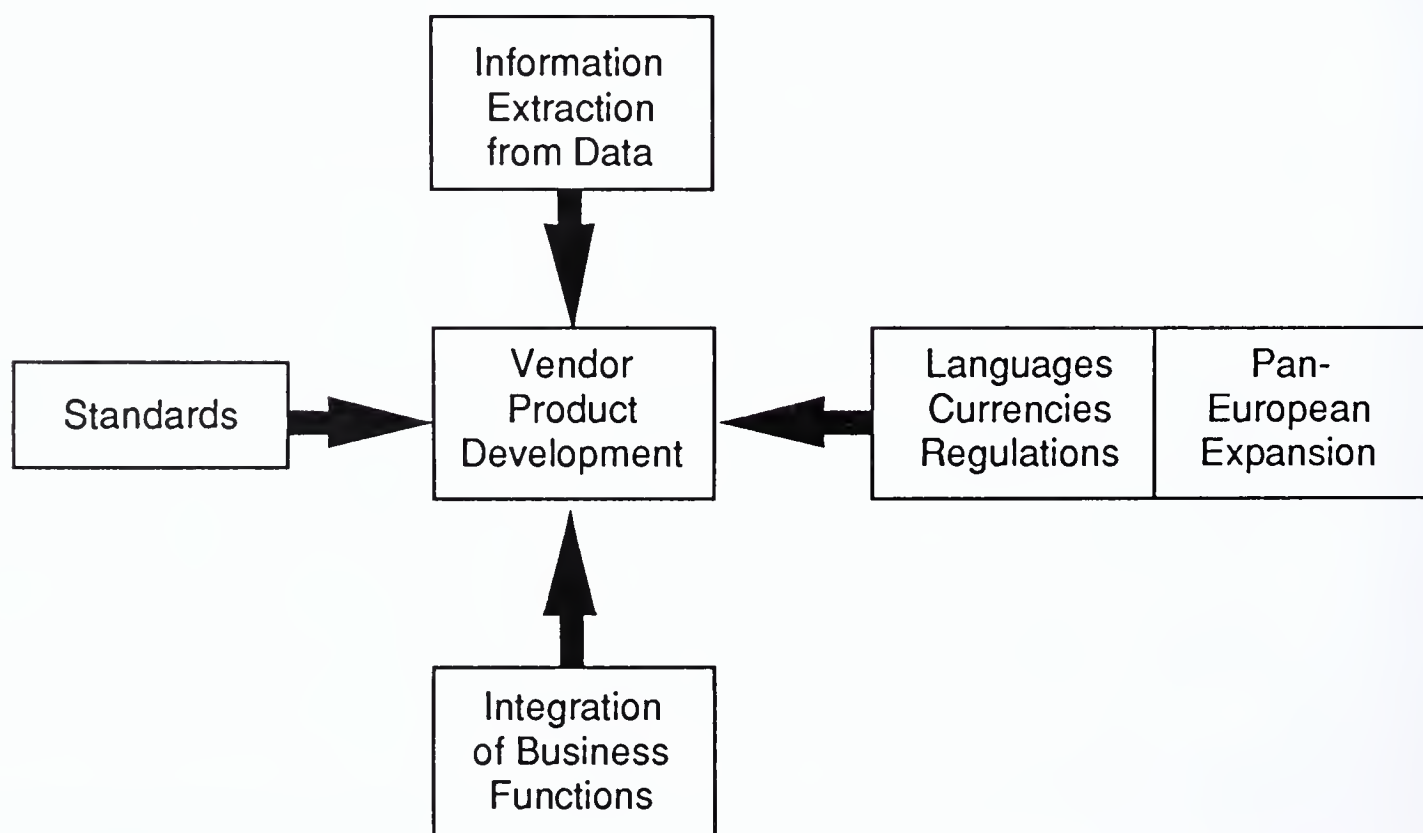 Information
Extraction
from Data
Standards
Vendor
Product
Development
Languages
Currencies
Regulations
Pan-
European
Expansion
Integration
of Business
Functions